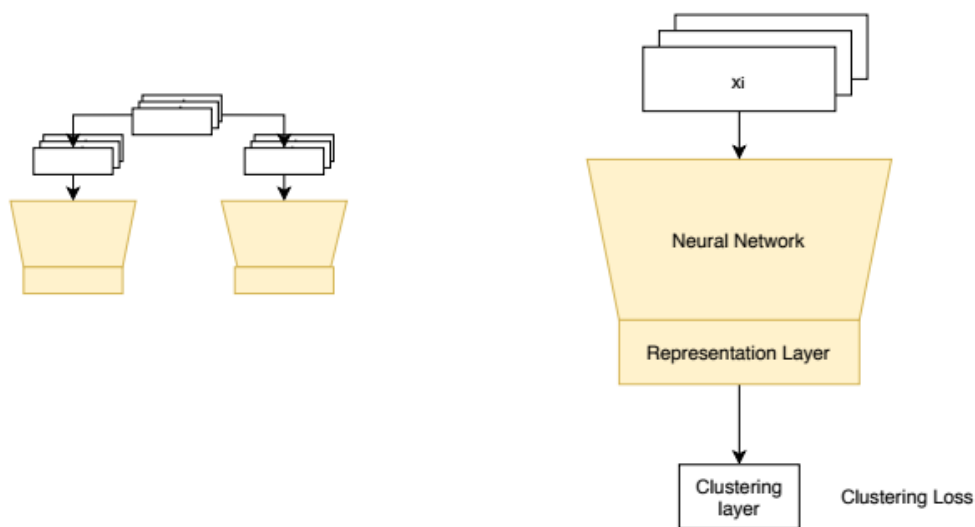 xi
Neural Network
Representation Layer
Clustering
layer
Clustering Loss